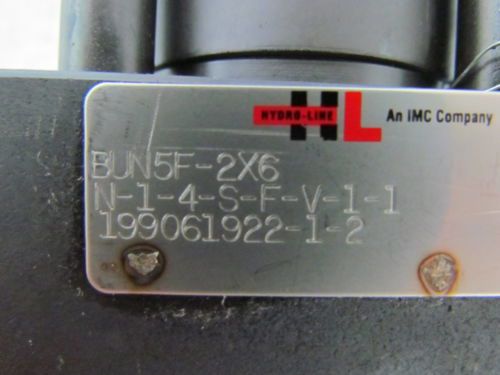 HYDRO-LINE HL An IMC Company
BUN5F-2X6
N-1-4-S-F-V-1-1
199061922-1-2